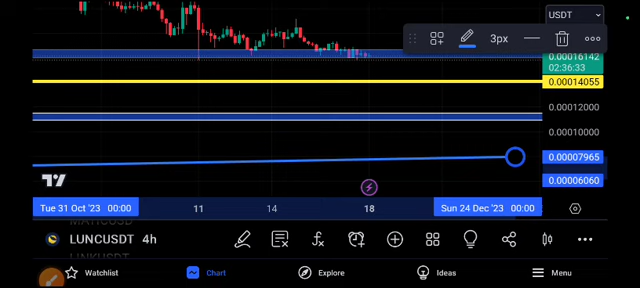 USDT
3px
0.00016142
02:36:33
0.00014055
0.00012000
0.00010000
0.00007965
0.00006060
Tue 31 Oct '23 00:00
11
14
18
Sun 24 Dec '23 00:00
MATICUSD
LUNCUSDT 4h
LINKUSDT
Watchlist
Chart
Explore
Ideas
Menu